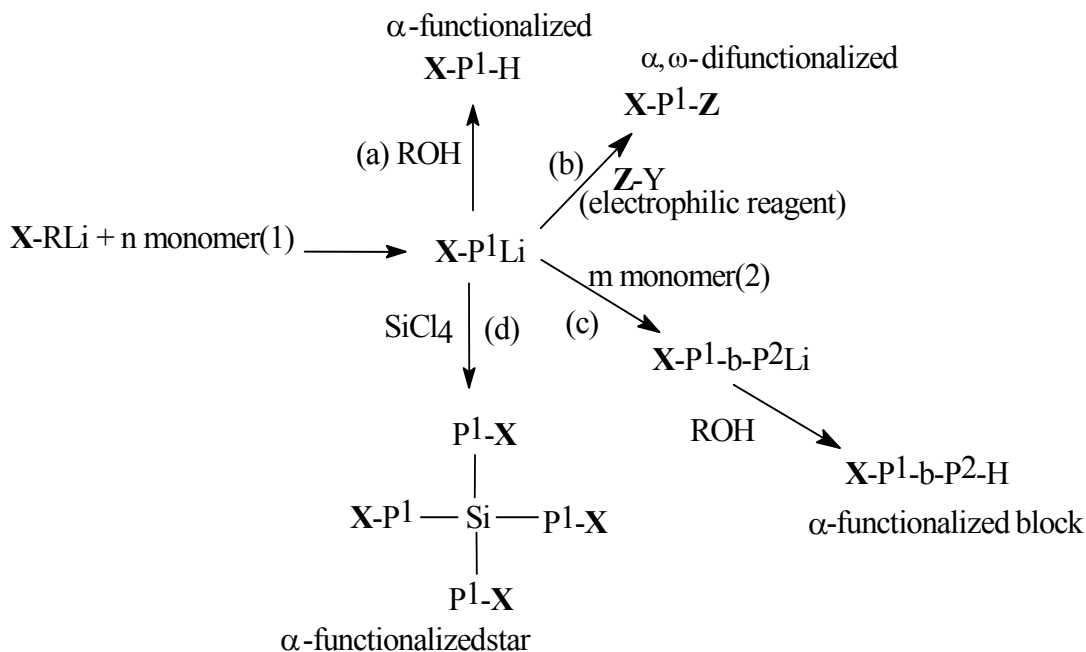 α-functionalized
X-P1-H
α, ω-difunctionalized
X-P1-Z
(a) ROH
(b)
Z-Y
(electrophilic reagent)
X-RLi + n monomer(1)
X-P1Li
m monomer(2)
SiCl4
(d)
(c)
X-P1-b-P2Li
ROH
P1-X
X-P1
Si
P1-X
X-P1-b-P2-H
α-functionalized block
P1-X
α-functionalizedstar